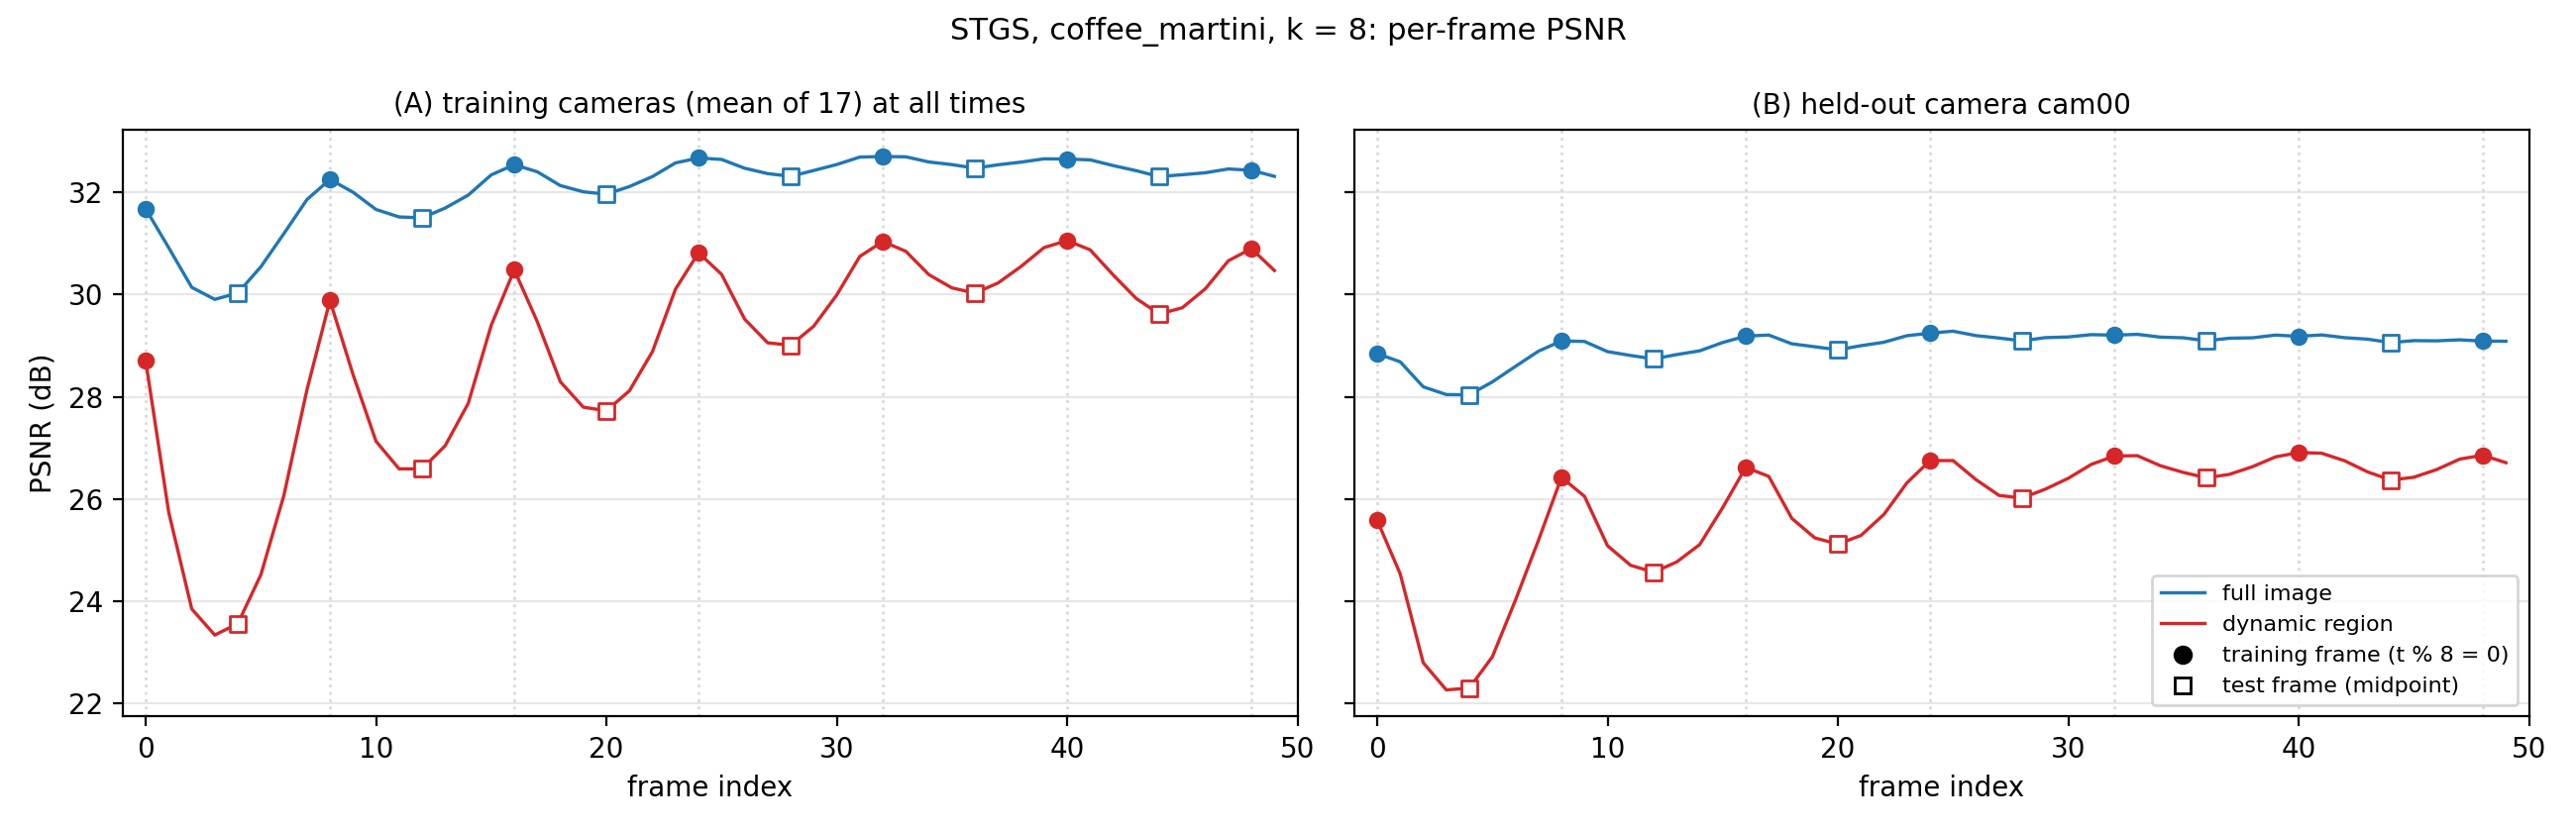 STGS, coffee_martini, k = 8: per-frame PSNR
(A) training cameras (mean of 17) at all times
(B) held-out camera cam00
PSNR (dB)
32
30
28
26
24
22
0 10 20 30 40 50
0 10 20 30 40 50
frame index
frame index
full image
dynamic region
training frame (t % 8 = 0)
test frame (midpoint)